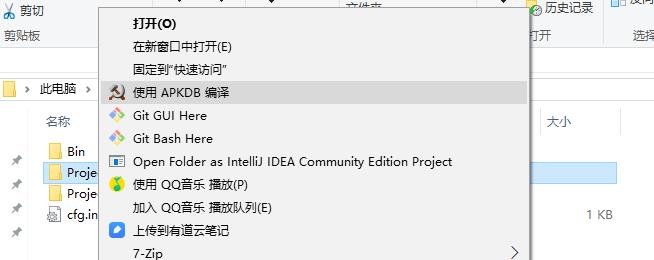 剪切
打开(O)
文件夹
历史记录
剪贴板
在新窗口中打开(E)
打开
选择
固定到“快速访问”
此电脑
使用 APKDB 编译
名称
Git GUI Here
大小
Git Bash Here
Bin
Open Folder as IntelliJ IDEA Community Edition Project
Projec
使用 QQ音乐 播放(P)
Projec
加入 QQ音乐 播放队列(E)
cfg.in
1 KB
上传到有道云笔记
7-Zip